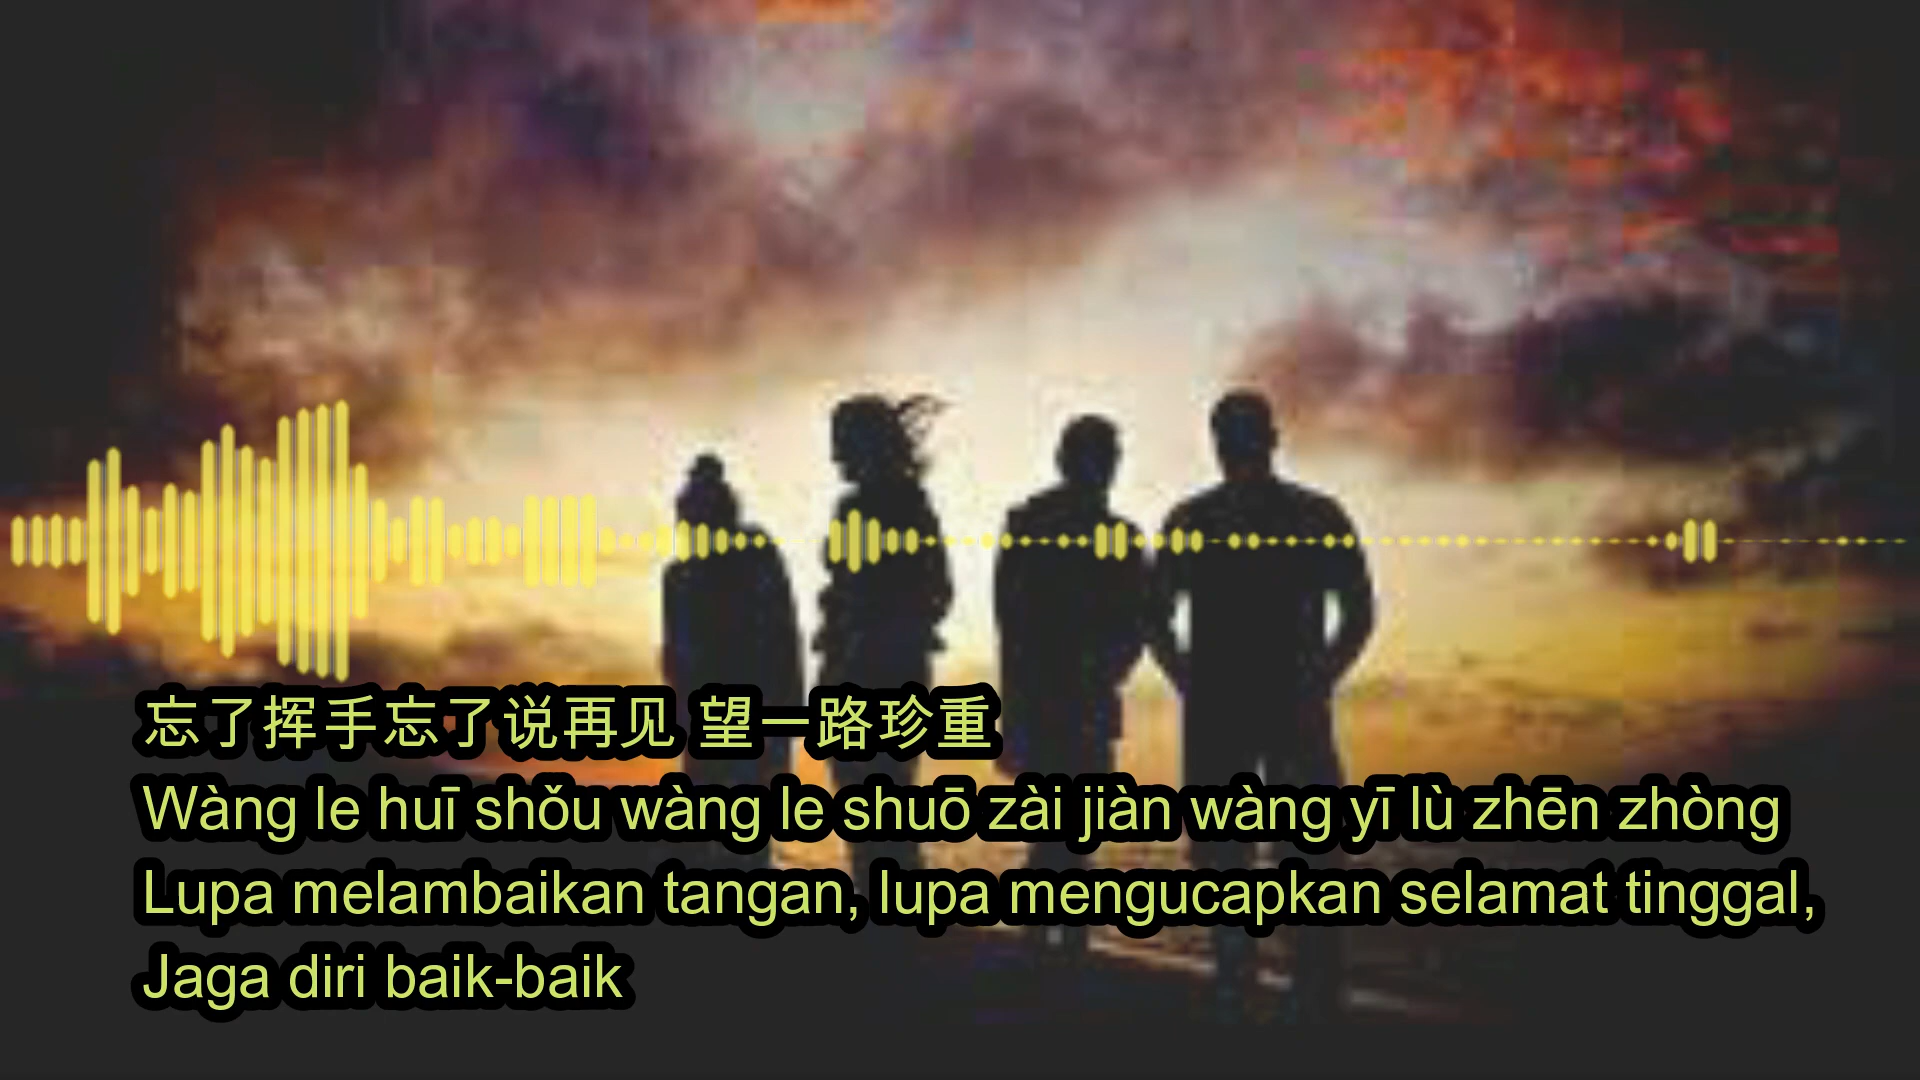 忘了挥手忘了说再见 望一路珍重
Wàng le huī shǒu wàng le shuō zài jiàn wàng yī lù zhēn zhòng
Lupa melambaikan tangan, lupa mengucapkan selamat tinggal,
Jaga diri baik-baik